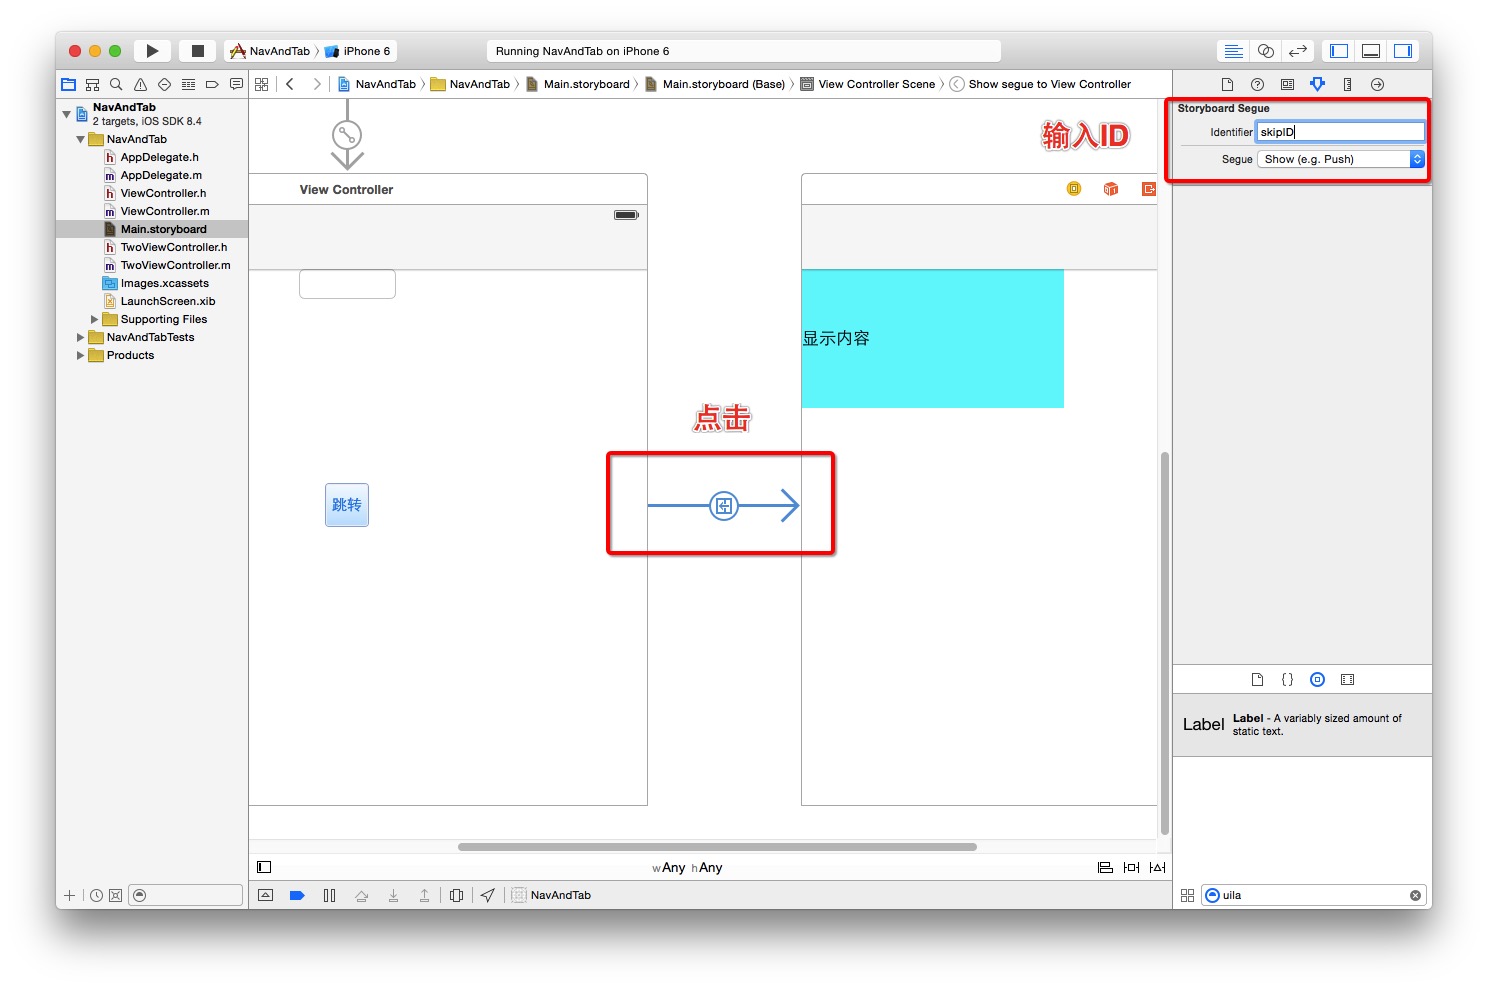 NavAndTab
iPhone 6
Running NavAndTab on iPhone 6
NavAndTab
NavAndTab
Main.storyboard
Main.storyboard (Base)
View Controller Scene
Show segue to View Controller
NavAndTab
2 targets, iOS SDK 8.4
NavAndTab
AppDelegate.h
AppDelegate.m
ViewController.h
ViewController.m
Main.storyboard
TwoViewController.h
TwoViewController.m
Images.xcassets
LaunchScreen.xib
Supporting Files
NavAndTabTests
Products
View Controller
显示内容
点击
跳转
输入ID
Storyboard Segue
Identifier skipID
Segue Show (e.g. Push)
Label
Label - A variably sized amount of
static text.
wAny hAny
NavAndTab
uila